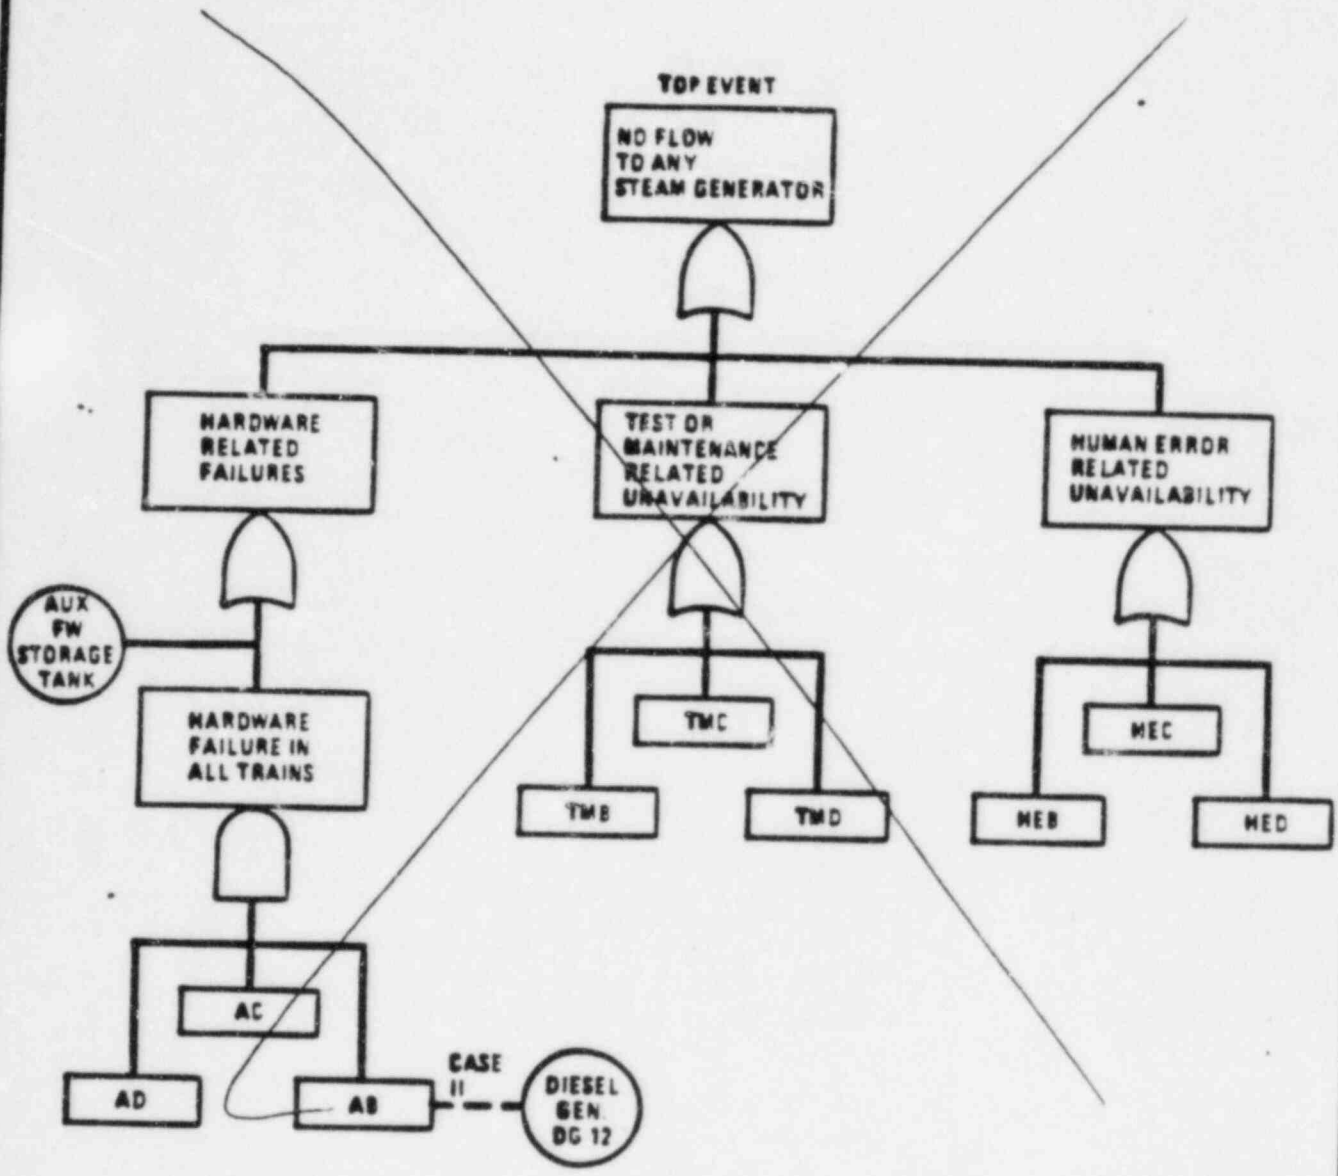 TOP EVENT
NO FLOW
TO ANY
STEAM GENERATOR
HARDWARE
RELATED
FAILURES
TEST OR
MAINTENANCE
RELATED
UNAVAILABILITY
HUMAN ERROR
RELATED
UNAVAILABILITY
AUX
FW
STORAGE
TANK
HARDWARE
FAILURE IN
ALL TRAINS
TMC
TMB
TMD
HEC
HEB
HED
AC
AD
AB
CASE
II
DIESEL
GEN.
DG 12